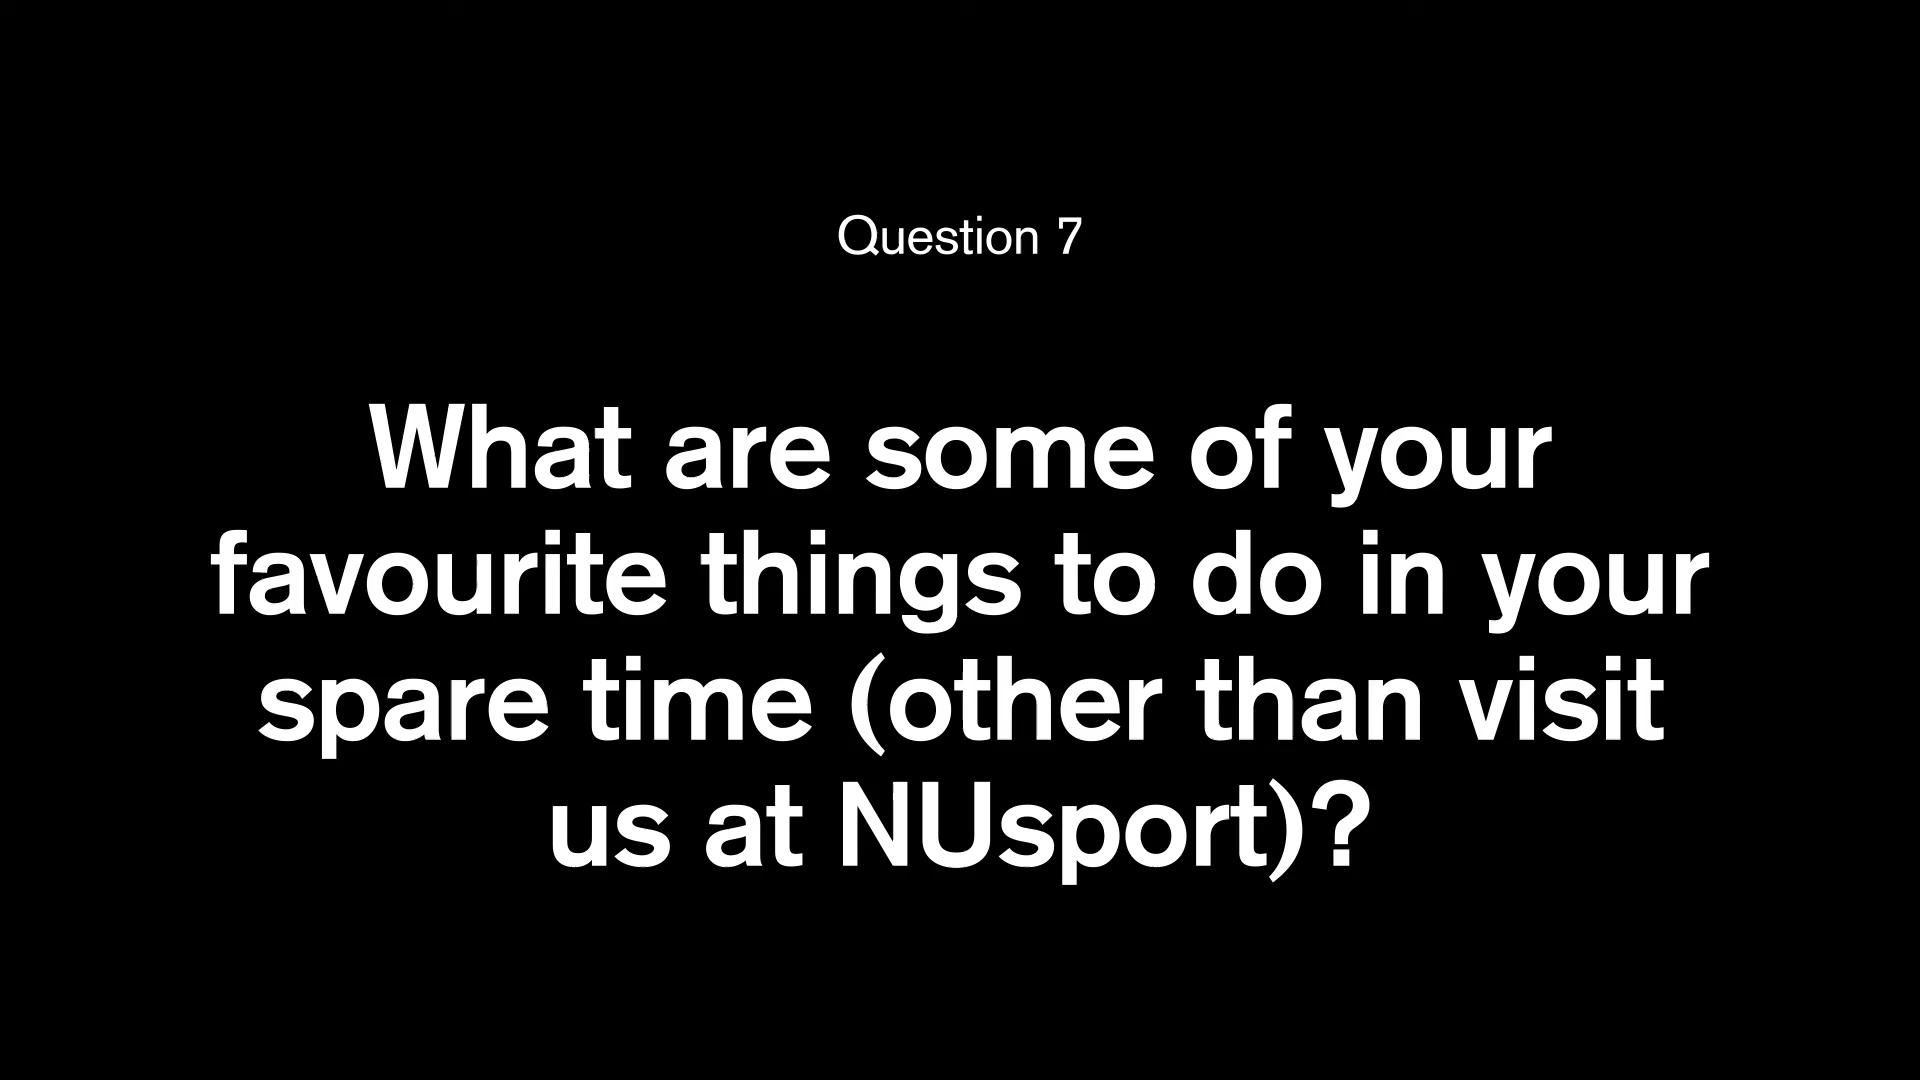 Question 7
What are some of your
favourite things to do in your
spare time (other than visit
us at NUsport)?